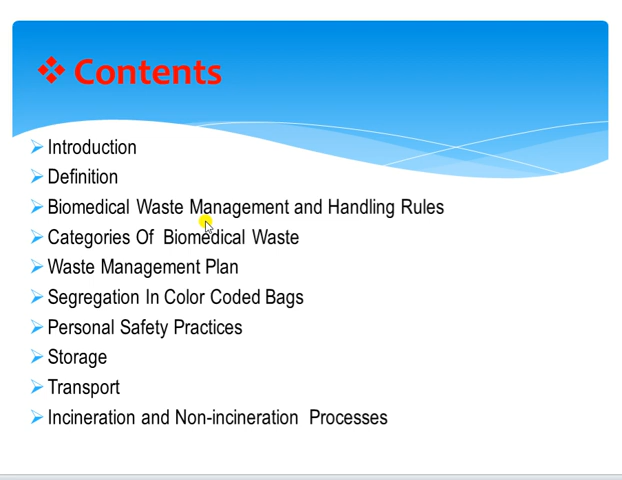 Contents
Introduction
Definition
Biomedical Waste Management and Handling Rules
Categories Of Biomedical Waste
Waste Management Plan
Segregation In Color Coded Bags
Personal Safety Practices
Storage
Transport
Incineration and Non-incineration Processes